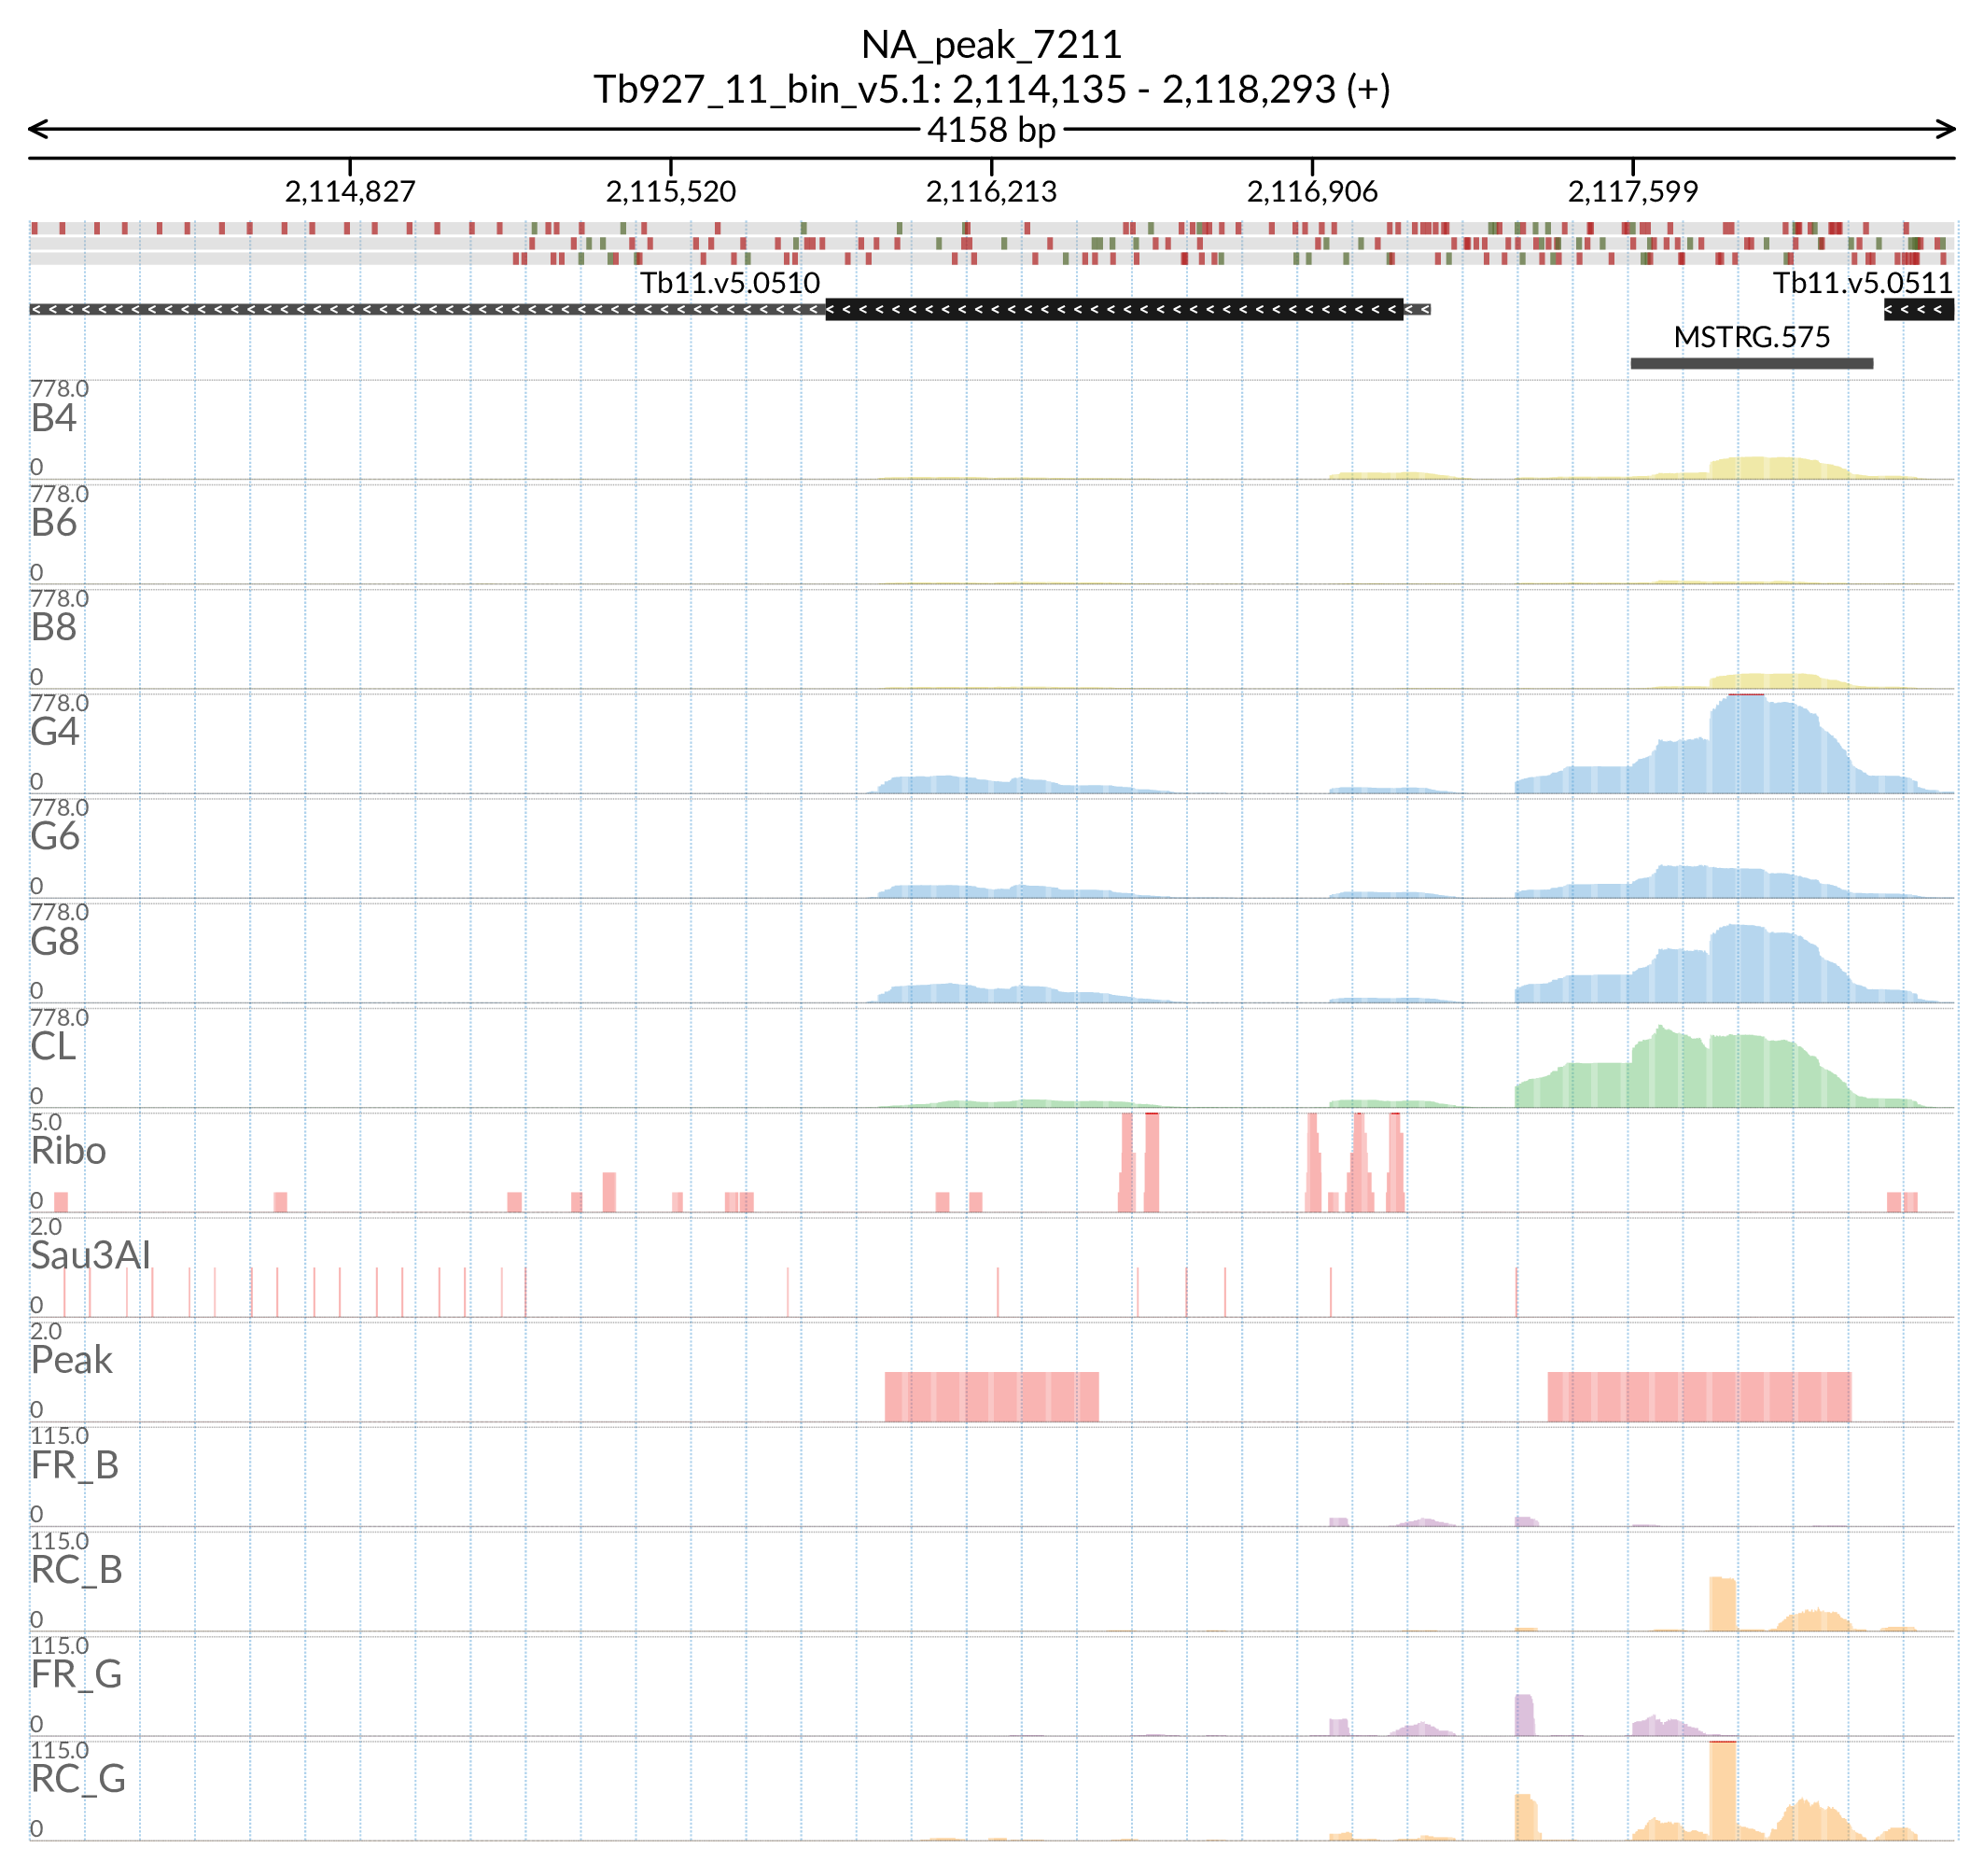 NA_peak_7211
Tb927_11_bin_v5.1: 2,114,135 - 2,118,293 (+)
4158 bp
2,114,827 2,115,520 2,116,213 2,116,906 2,117,599
Tb11.v5.0510 Tb11.v5.0511
MSTRG.575
778.0
B4
0
778.0
B6
0
778.0
B8
0
778.0
G4
0
778.0
G6
0
778.0
G8
0
778.0
CL
0
5.0
Ribo
0
2.0
Sau3AI
0
2.0
Peak
0
115.0
FR_B
0
115.0
RC_B
0
115.0
FR_G
0
115.0
RC_G
0